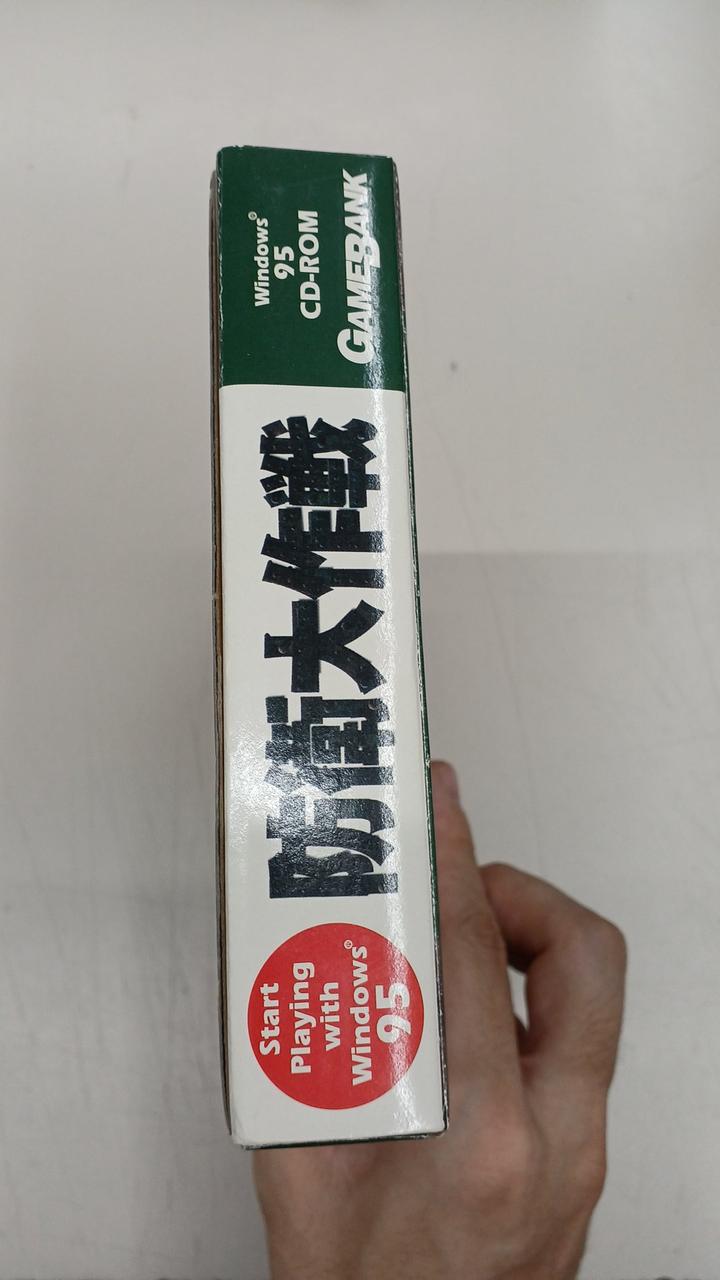 Start
Playing
with
Windows®
95
防衛大作戦
Windows®
95
CD-ROM
GAMEBANK